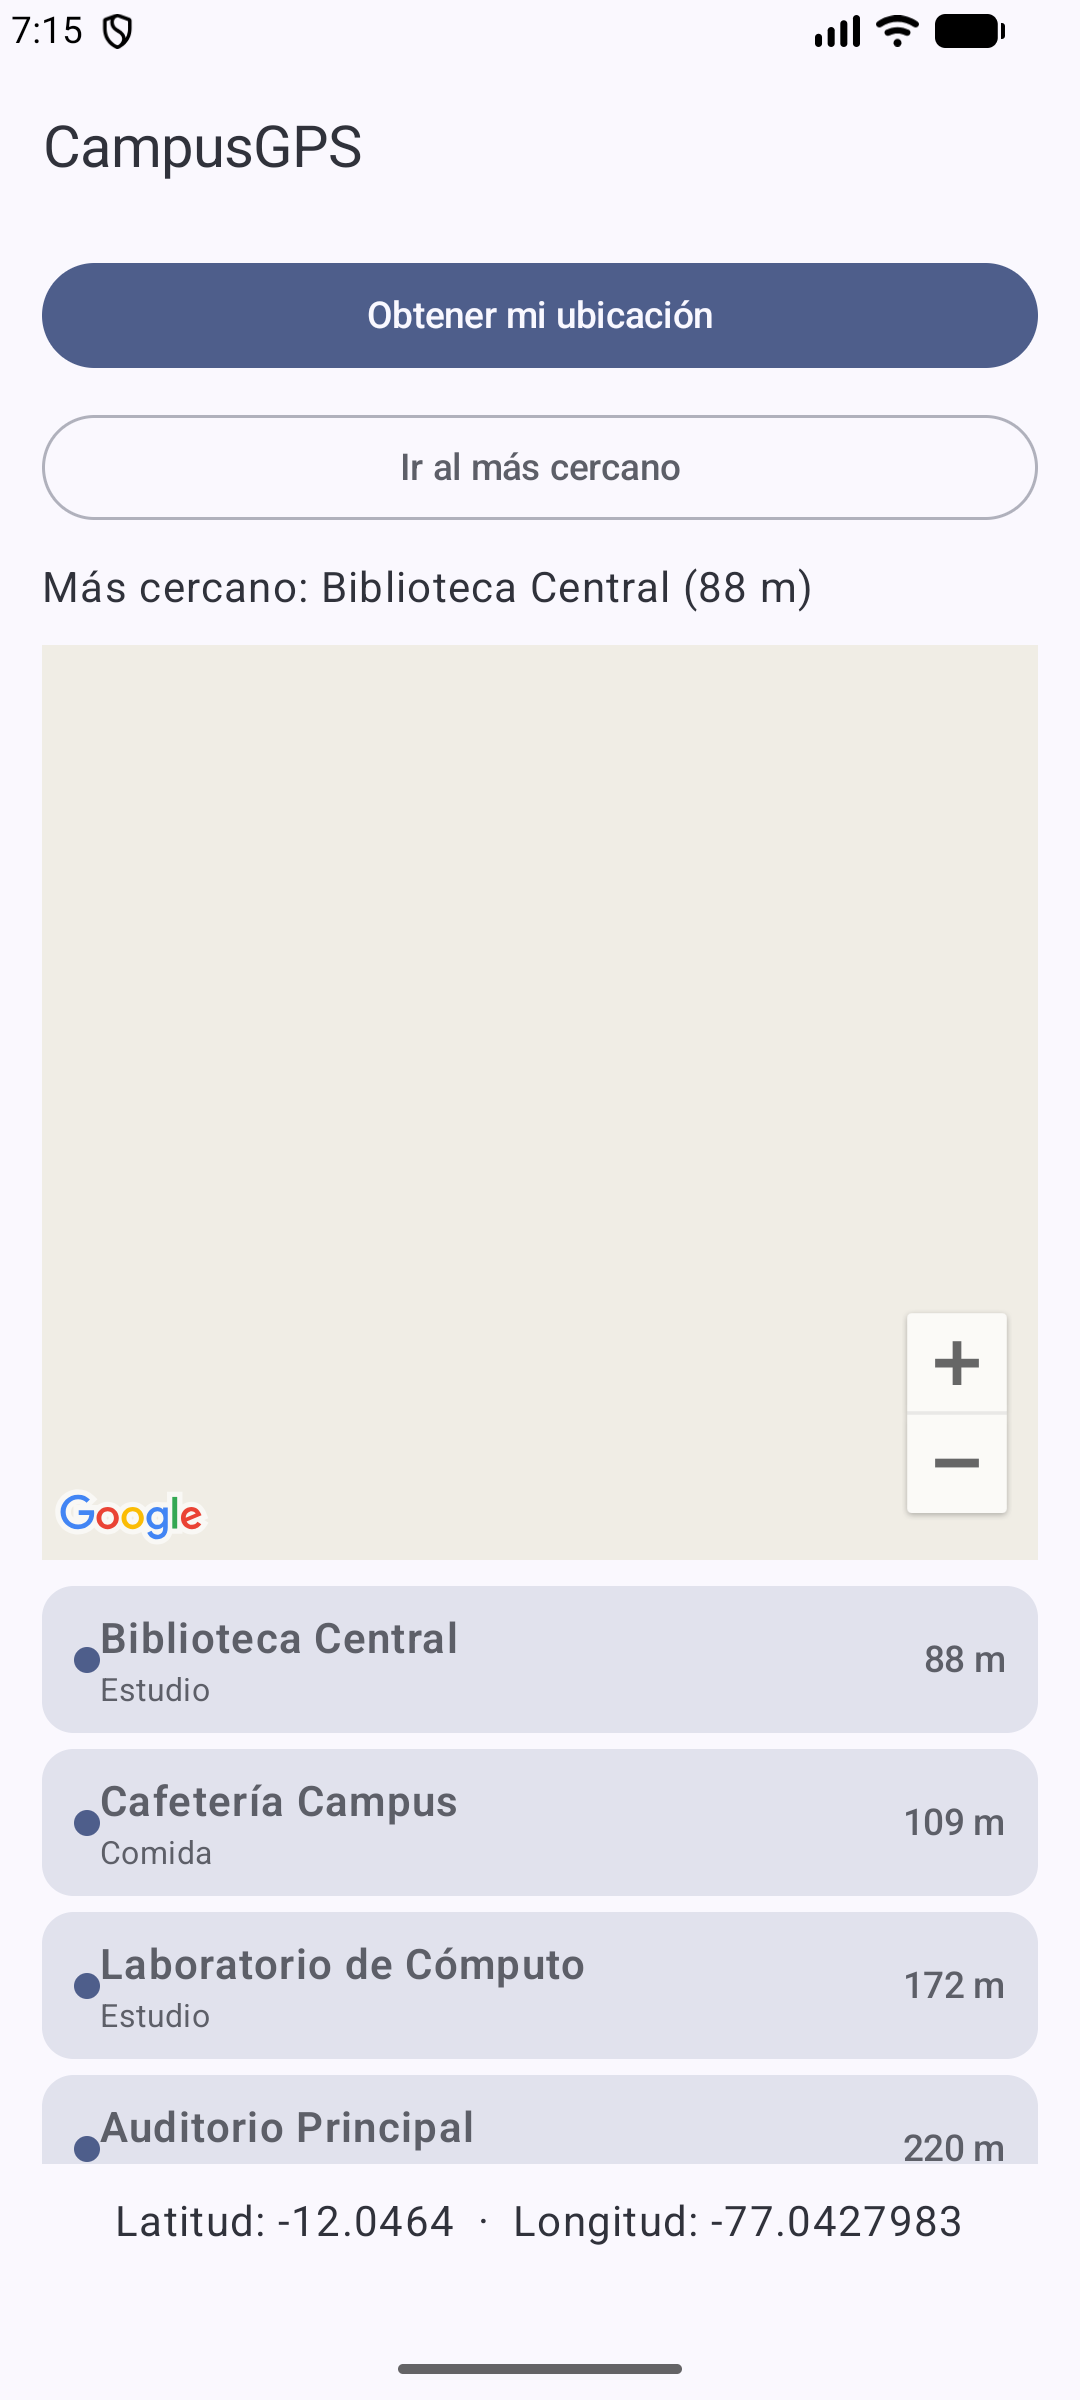 7:15
CampusGPS
Obtener mi ubicación
Ir al más cercano
Más cercano: Biblioteca Central (88 m)
Google
Biblioteca Central
Estudio
88 m
Cafetería Campus
Comida
109 m
Laboratorio de Cómputo
Estudio
172 m
Auditorio Principal
220 m
Latitud: -12.0464 · Longitud: -77.0427983